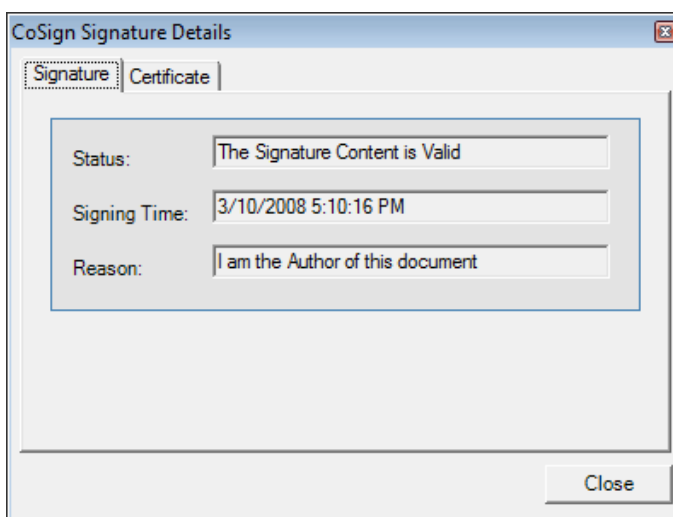 CoSign Signature Details
Signature Certificate
Status: The Signature Content is Valid
Signing Time: 3/10/2008 5:10:16 PM
Reason: I am the Author of this document
Close